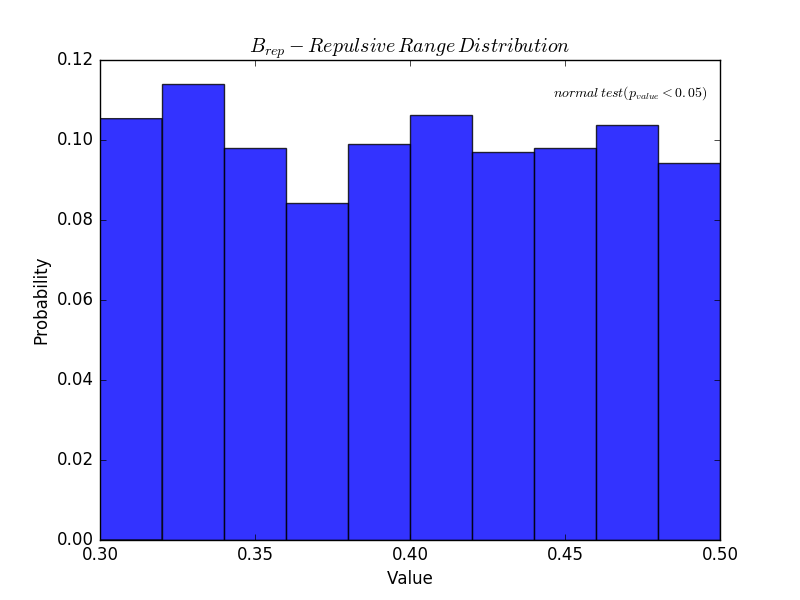 B_rep − Repulsive Range Distribution
normal test(p_value < 0.05)
0.12
0.10
0.08
0.06
0.04
0.02
0.00
Probability
0.30 0.35 0.40 0.45 0.50
Value